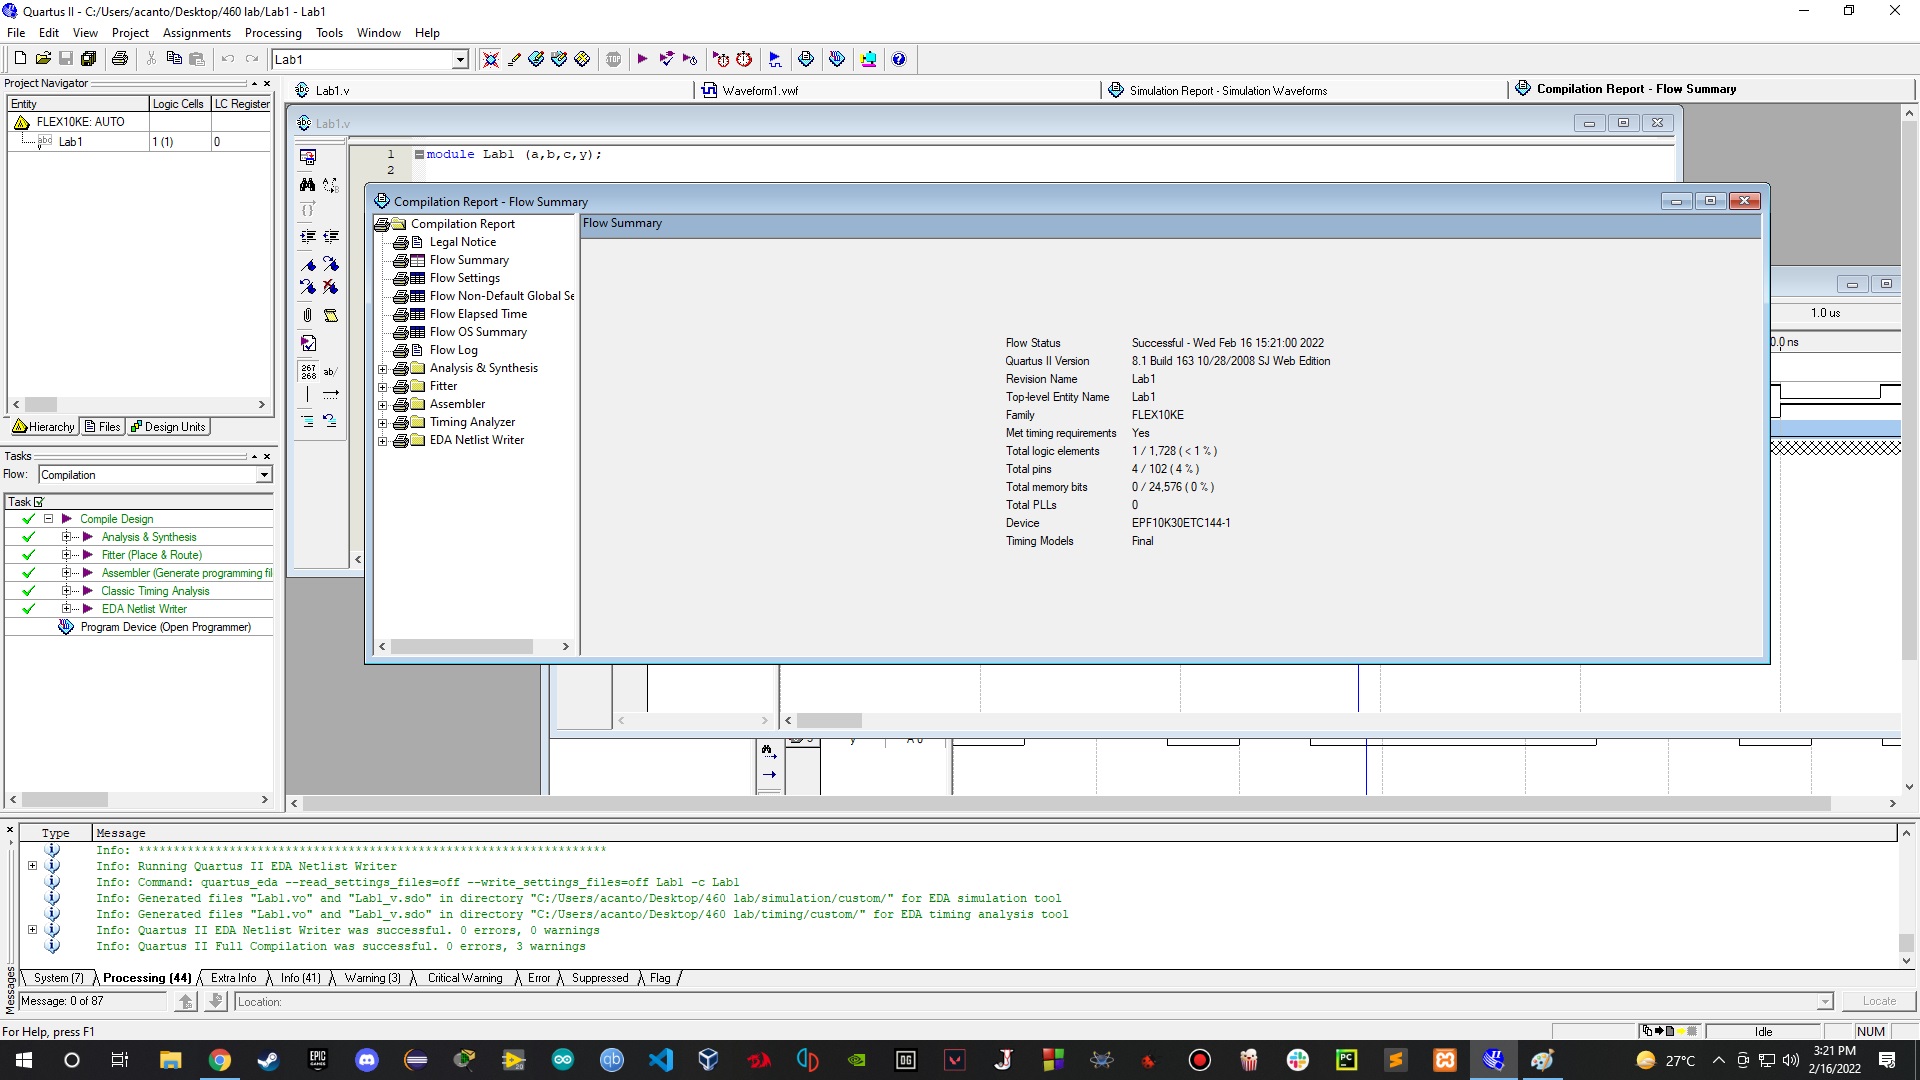 Quartus II - C:/Users/acanto/Desktop/460 lab/Lab1 - Lab1
File Edit View Project Assignments Processing Tools Window Help
Lab1
Project Navigator
Entity Logic Cells LC Register
FLEX10KE: AUTO
Lab1 1 (1) 0
Hierarchy Files Design Units
Tasks
Flow: Compilation
Task
Compile Design
Analysis & Synthesis
Fitter (Place & Route)
Assembler (Generate programming fil
Classic Timing Analysis
EDA Netlist Writer
Program Device (Open Programmer)
Lab1.v Waveform1.vwf Simulation Report - Simulation Waveforms Compilation Report - Flow Summary
Lab1.v
1 module Lab1 (a,b,c,y);
2
267
268 ab/
Compilation Report - Flow Summary
Compilation Report
Legal Notice
Flow Summary
Flow Settings
Flow Non-Default Global Se
Flow Elapsed Time
Flow OS Summary
Flow Log
Analysis & Synthesis
Fitter
Assembler
Timing Analyzer
EDA Netlist Writer
Flow Summary
Flow Status Successful - Wed Feb 16 15:21:00 2022
Quartus II Version 8.1 Build 163 10/28/2008 SJ Web Edition
Revision Name Lab1
Top-level Entity Name Lab1
Family FLEX10KE
Met timing requirements Yes
Total logic elements 1 / 1,728 ( < 1 % )
Total pins 4 / 102 ( 4 % )
Total memory bits 0 / 24,576 ( 0 % )
Total PLLs 0
Device EPF10K30ETC144-1
Timing Models Final
1.0 us
0.0 ns
Type Message
Info: *******************************************************************
Info: Running Quartus II EDA Netlist Writer
Info: Command: quartus_eda --read_settings_files=off --write_settings_files=off Lab1 -c Lab1
Info: Generated files "Lab1.vo" and "Lab1_v.sdo" in directory "C:/Users/acanto/Desktop/460 lab/simulation/custom/" for EDA simulation tool
Info: Generated files "Lab1.vo" and "Lab1_v.sdo" in directory "C:/Users/acanto/Desktop/460 lab/timing/custom/" for EDA timing analysis tool
Info: Quartus II EDA Netlist Writer was successful. 0 errors, 0 warnings
Info: Quartus II Full Compilation was successful. 0 errors, 3 warnings
System (7) Processing (44) Extra Info Info (41) Warning (3) Critical Warning Error Suppressed Flag
Messages
Message: 0 of 87 Location: Locate
For Help, press F1 Idle NUM
27°C 3:21 PM
2/16/2022